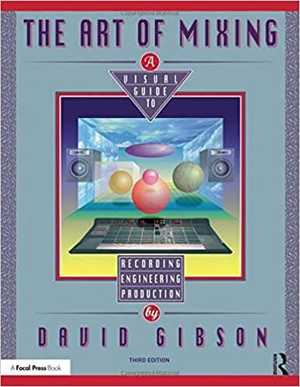 THE ART OF MIXING
A
VISUAL
GUIDE
TO
RECORDING
ENGINEERING
PRODUCTION
by
DAVID GIBSON
THIRD EDITION
A Focal Press Book
R